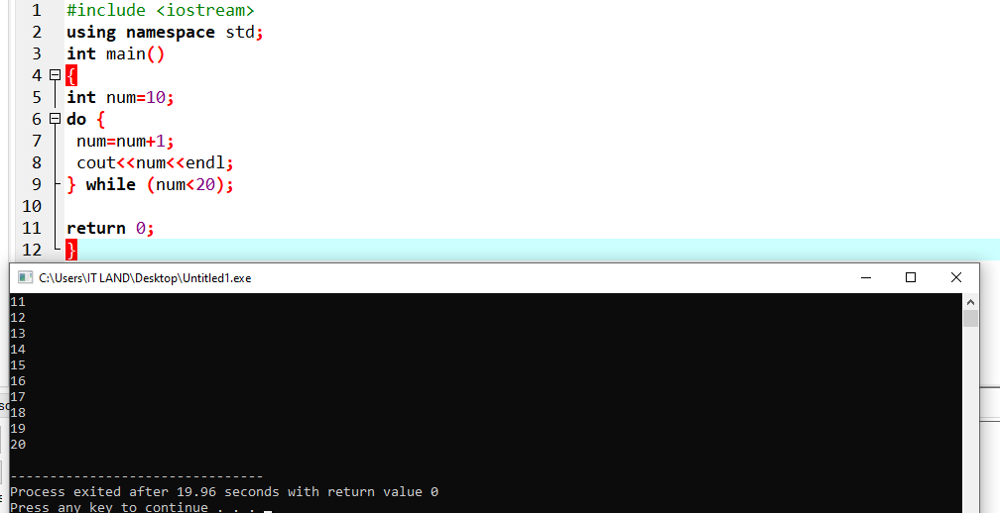 1 #include <iostream>
2 using namespace std;
3 int main()
4 {
5 int num=10;
6 do {
7 num=num+1;
8 cout<<num<<endl;
9 } while (num<20);
10
11 return 0;
12 }
C:\Users\IT LAND\Desktop\Untitled1.exe
11
12
13
14
15
16
17
18
19
20
--------------------------------
Process exited after 19.96 seconds with return value 0
Press any key to continue . . .